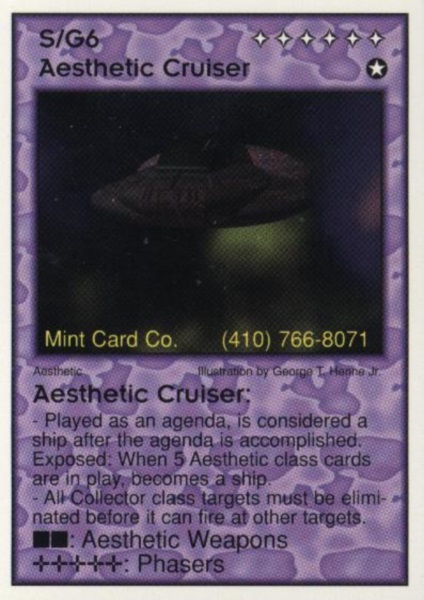 S/G6
Aesthetic Cruiser
Mint Card Co. (410) 766-8071
Aesthetic Illustration by George T. Henne Jr.
Aesthetic Cruiser:
- Played as an agenda, is considered a
ship after the agenda is accomplished.
Exposed: When 5 Aesthetic class cards
are in play, becomes a ship.
- All Collector class targets must be elimi-
nated before it can fire at other targets.
■■: Aesthetic Weapons
✢✢✢✢✢: Phasers